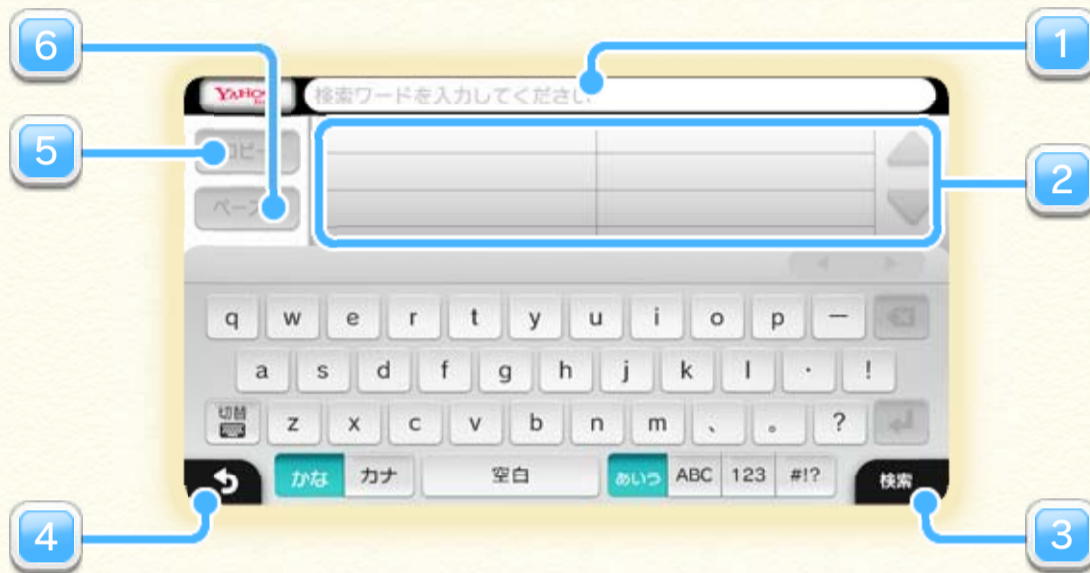 6
1
YAHOO!
検索ワードを入力してください
5
コピー
2
ペースト
q w e r t y u i o p ー
a s d f g h j k l ・ !
切替 z x c v b n m 、 。 ?
かな カナ 空白 あいう ABC 123 #!? 検索
4
3